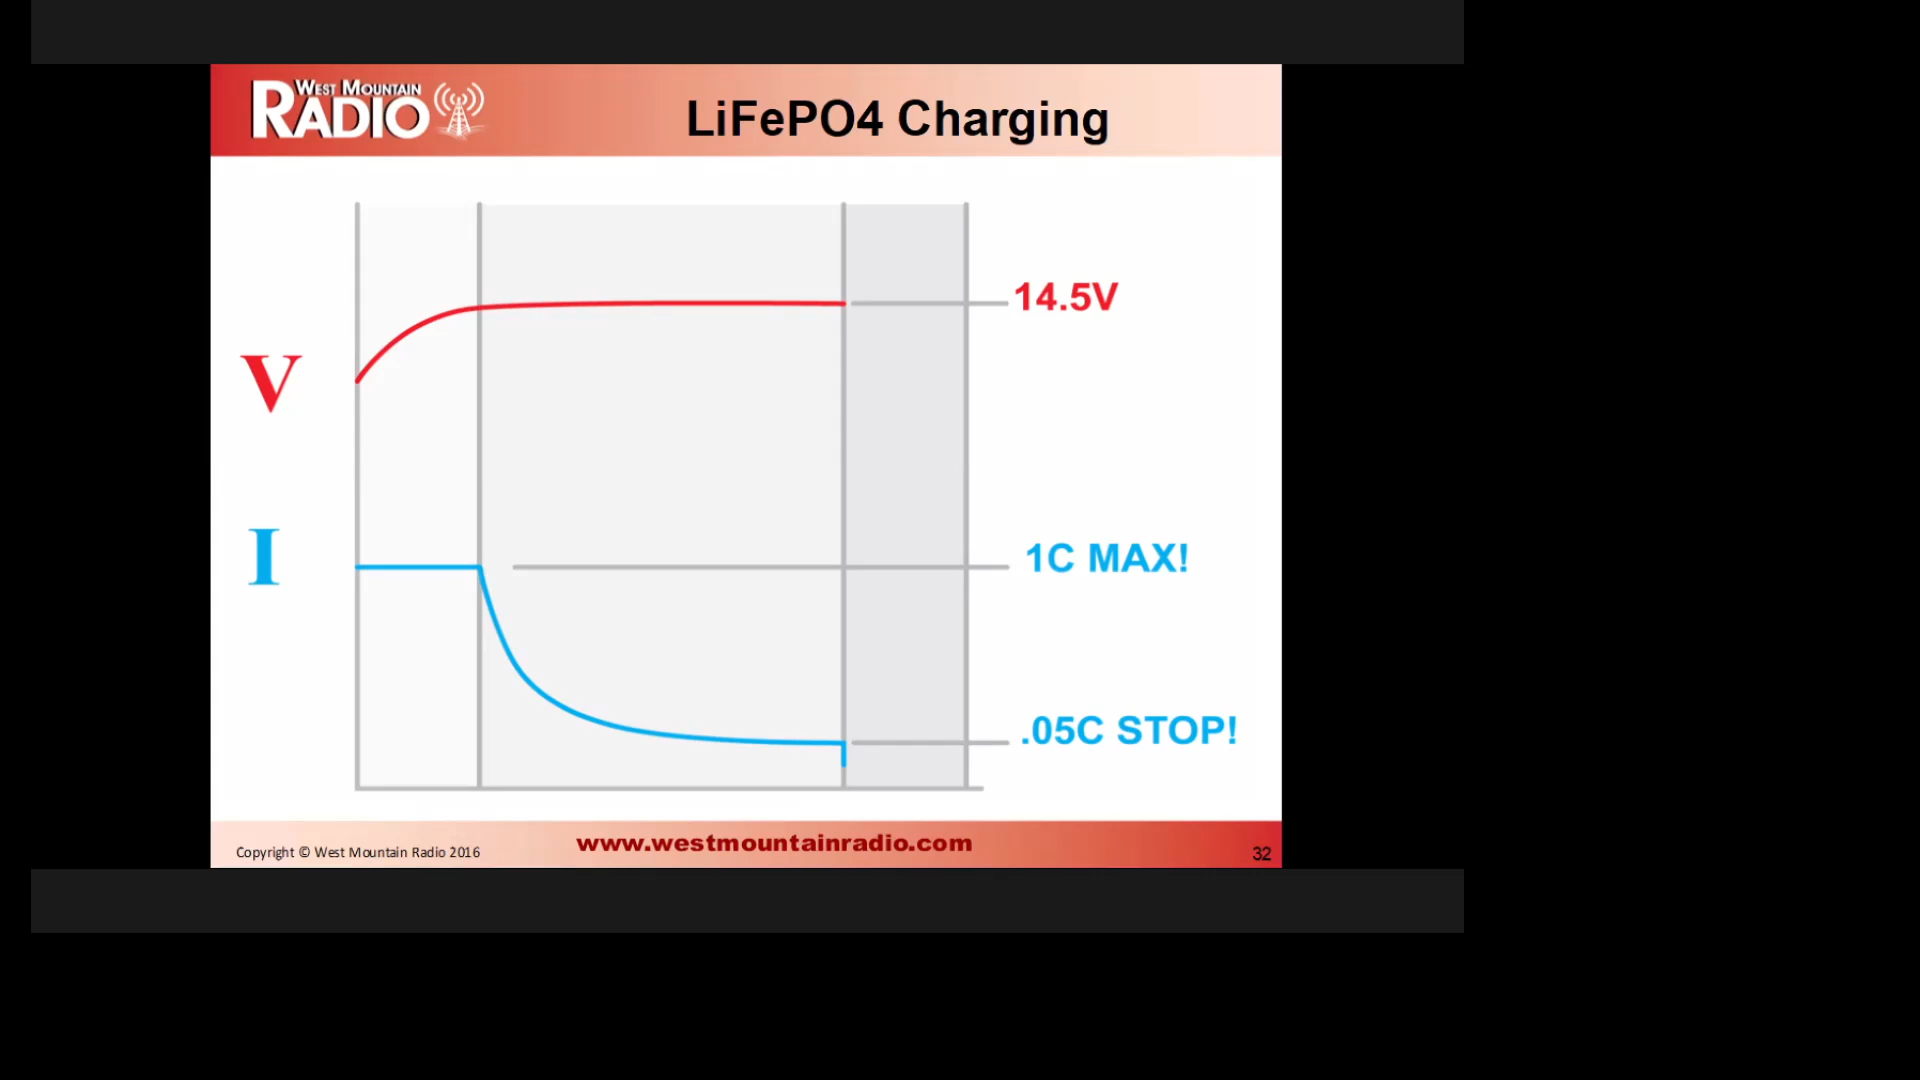 WEST MOUNTAIN
RADIO
LiFePO4 Charging
14.5V
V
I
1C MAX!
.05C STOP!
Copyright © West Mountain Radio 2016
www.westmountainradio.com
32